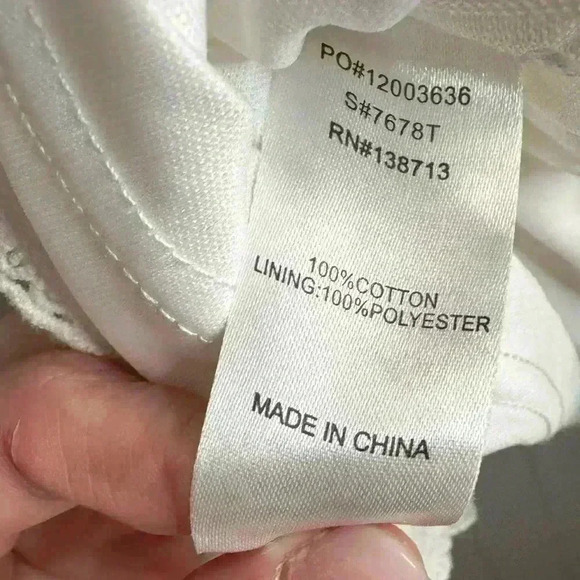 PO#12003636
S#7678T
RN#138713
100%COTTON
LINING:100%POLYESTER
MADE IN CHINA